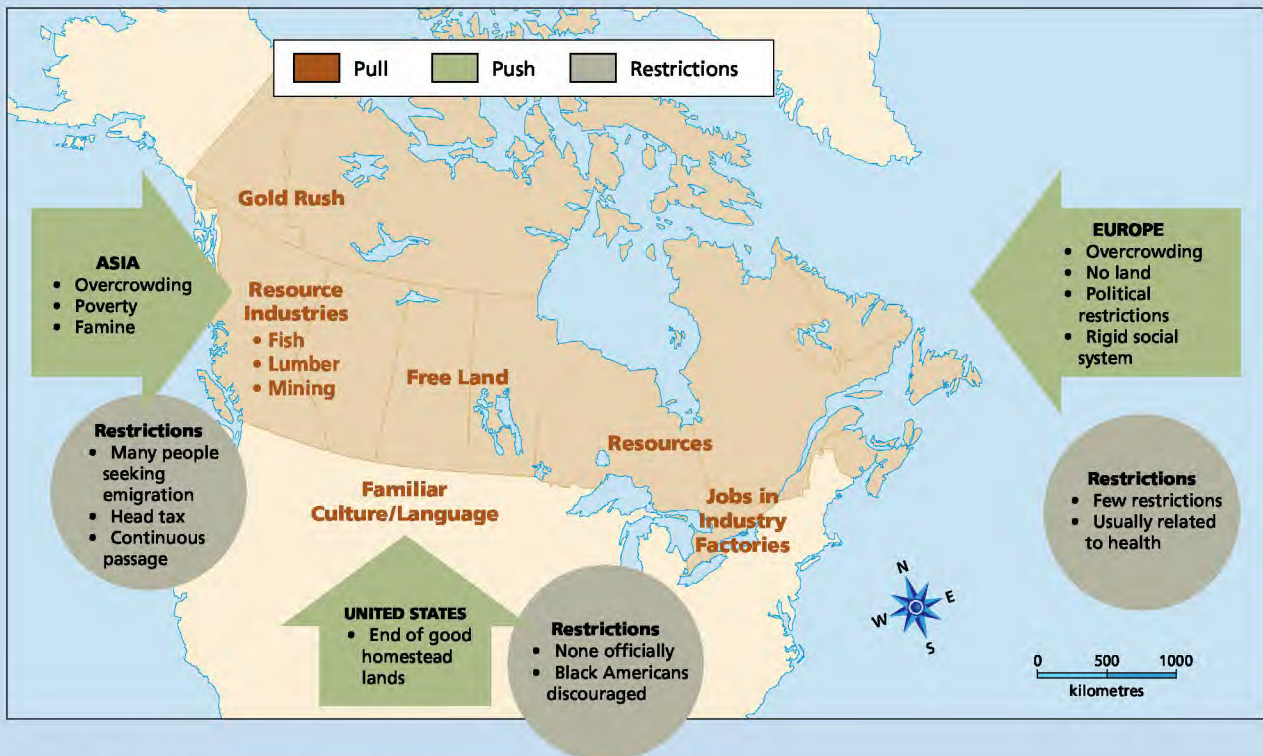 Pull
Push
Restrictions
Gold Rush
ASIA
• Overcrowding
• Poverty
• Famine
Resource
Industries
• Fish
• Lumber
• Mining
Free Land
EUROPE
• Overcrowding
• No land
• Political
restrictions
• Rigid social
system
Restrictions
• Many people
seeking
emigration
• Head tax
• Continuous
passage
Familiar
Culture/Language
Resources
Jobs in
Industry
Factories
Restrictions
• Few restrictions
• Usually related
to health
UNITED STATES
• End of good
homestead
lands
Restrictions
• None officially
• Black Americans
discouraged
N
E
W
S
0 500 1000
kilometres